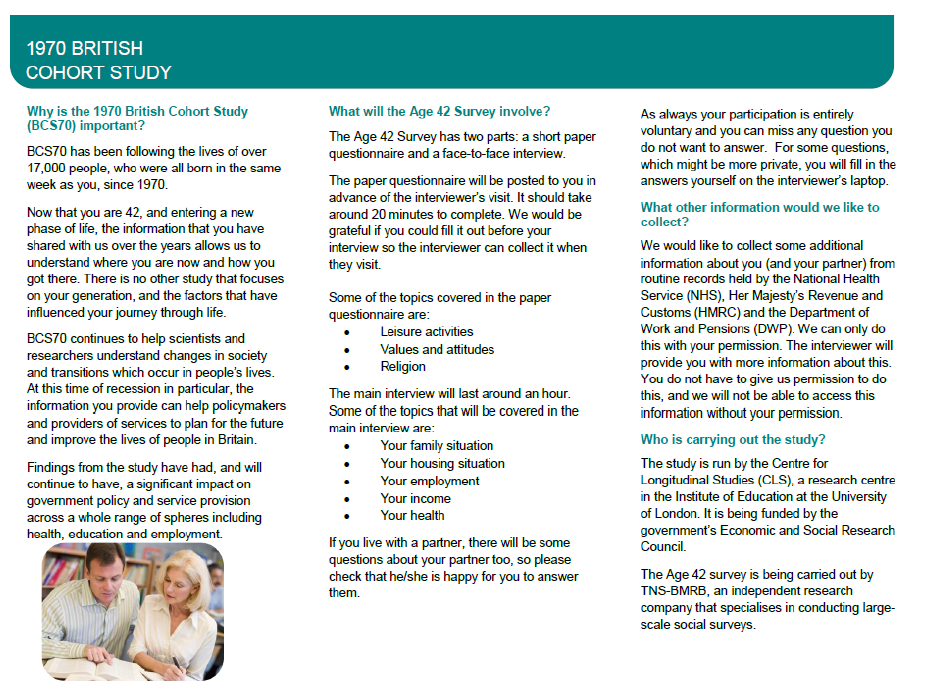 1970 BRITISH
COHORT STUDY
Why is the 1970 British Cohort Study
(BCS70) important?
BCS70 has been following the lives of over
17,000 people, who were all born in the same
week as you, since 1970.
Now that you are 42, and entering a new
phase of life, the information that you have
shared with us over the years allows us to
understand where you are now and how you
got there. There is no other study that focuses
on your generation, and the factors that have
influenced your journey through life.
BCS70 continues to help scientists and
researchers understand changes in society
and transitions which occur in people's lives.
At this time of recession in particular, the
information you provide can help policymakers
and providers of services to plan for the future
and improve the lives of people in Britain.
Findings from the study have had, and will
continue to have, a significant impact on
government policy and service provision
across a whole range of spheres including
health, education and employment.
What will the Age 42 Survey involve?
The Age 42 Survey has two parts: a short paper
questionnaire and a face-to-face interview.
The paper questionnaire will be posted to you in
advance of the interviewer's visit. It should take
around 20 minutes to complete. We would be
grateful if you could fill it out before your
interview so the interviewer can collect it when
they visit.
Some of the topics covered in the paper
questionnaire are:
• Leisure activities
• Values and attitudes
• Religion
The main interview will last around an hour.
Some of the topics that will be covered in the
main interview are:
• Your family situation
• Your housing situation
• Your employment
• Your income
• Your health
If you live with a partner, there will be some
questions about your partner too, so please
check that he/she is happy for you to answer
them.
As always your participation is entirely
voluntary and you can miss any question you
do not want to answer. For some questions,
which might be more private, you will fill in the
answers yourself on the interviewer's laptop.
What other information would we like to
collect?
We would like to collect some additional
information about you (and your partner) from
routine records held by the National Health
Service (NHS), Her Majesty's Revenue and
Customs (HMRC) and the Department of
Work and Pensions (DWP). We can only do
this with your permission. The interviewer will
provide you with more information about this.
You do not have to give us permission to do
this, and we will not be able to access this
information without your permission.
Who is carrying out the study?
The study is run by the Centre for
Longitudinal Studies (CLS), a research centre
in the Institute of Education at the University
of London. It is being funded by the
government's Economic and Social Research
Council.
The Age 42 survey is being carried out by
TNS-BMRB, an independent research
company that specialises in conducting large-
scale social surveys.